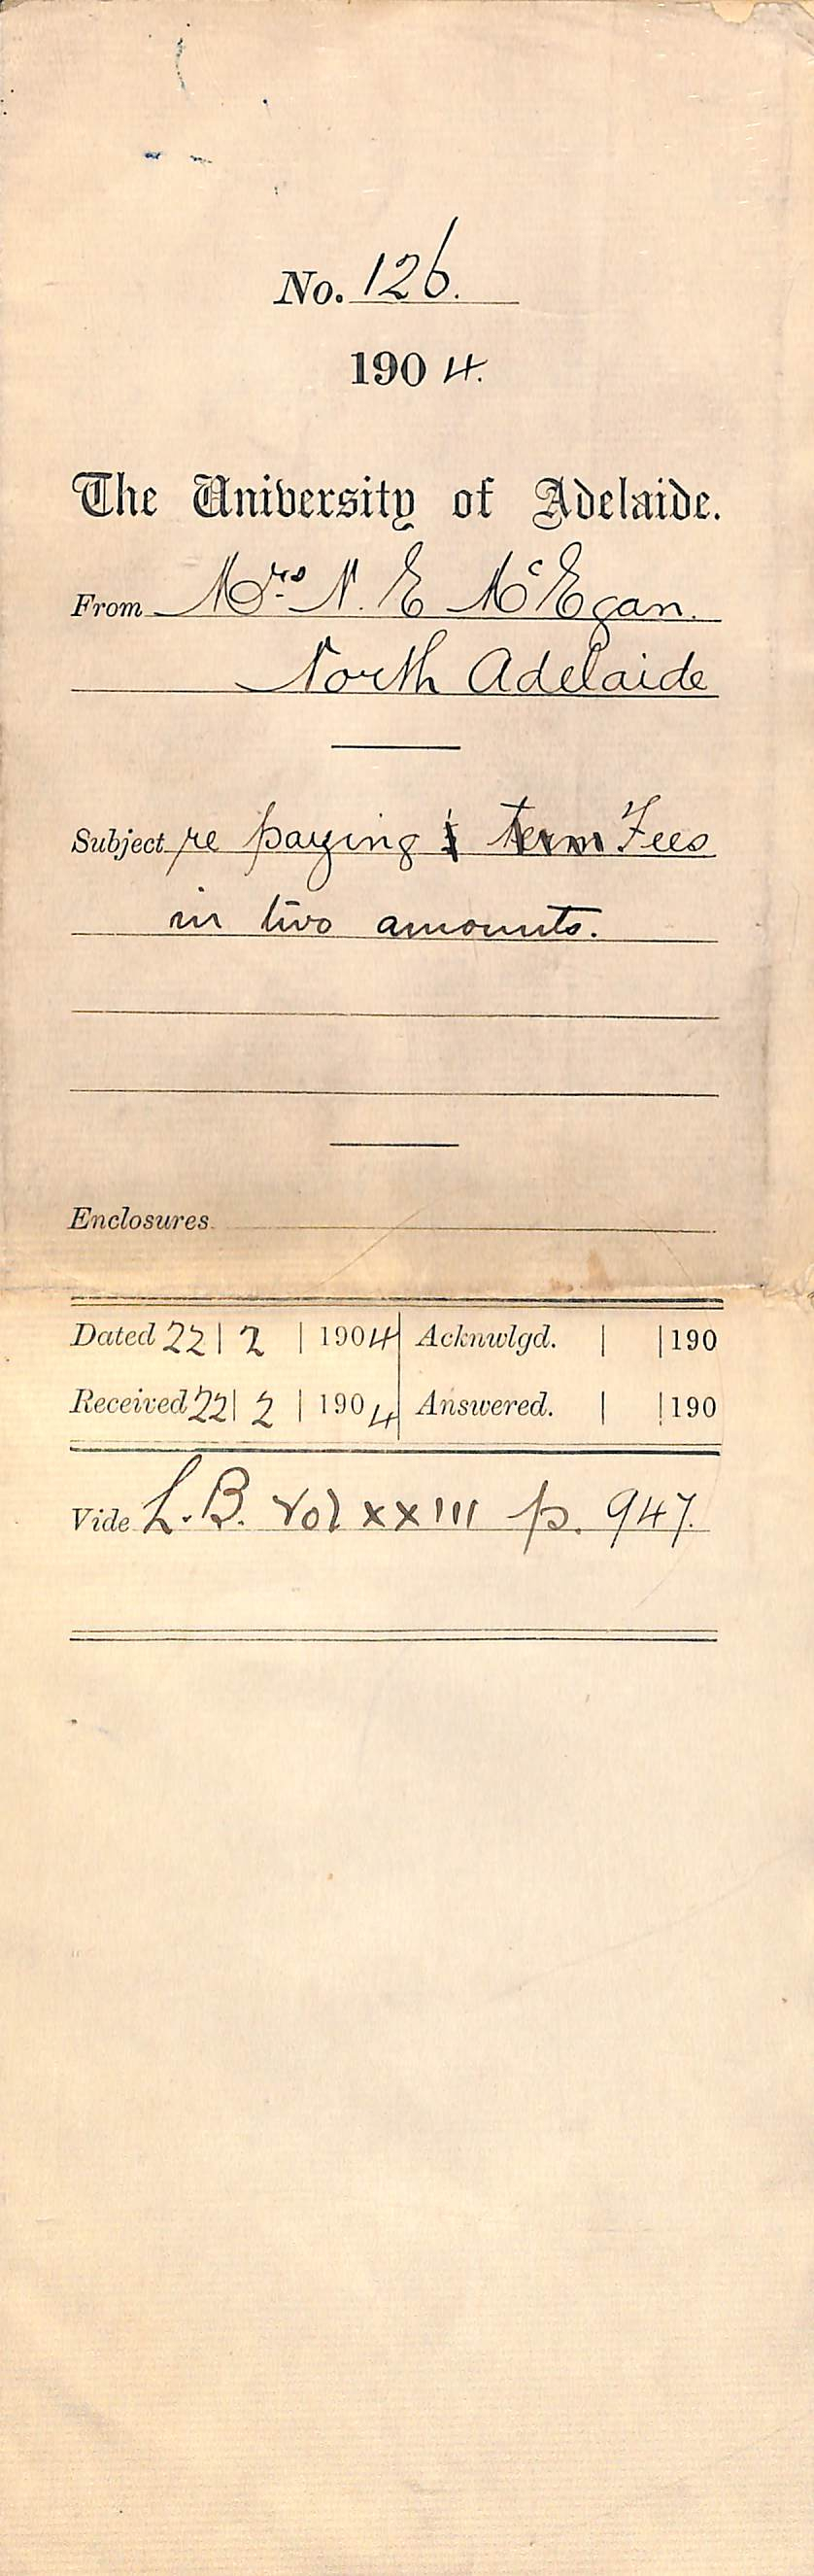 No. 126.
1904.
The University of Adelaide.
From Mrs N. E McEgan.
North Adelaide
Subject re paying term Fees
in two amounts.
Enclosures
Dated 22 | 2 | 1904 Acknwlgd. | | 190
Received 22 | 2 | 1904 Answered. | | 190
Vide L.B. Vol xxIII p. 947.